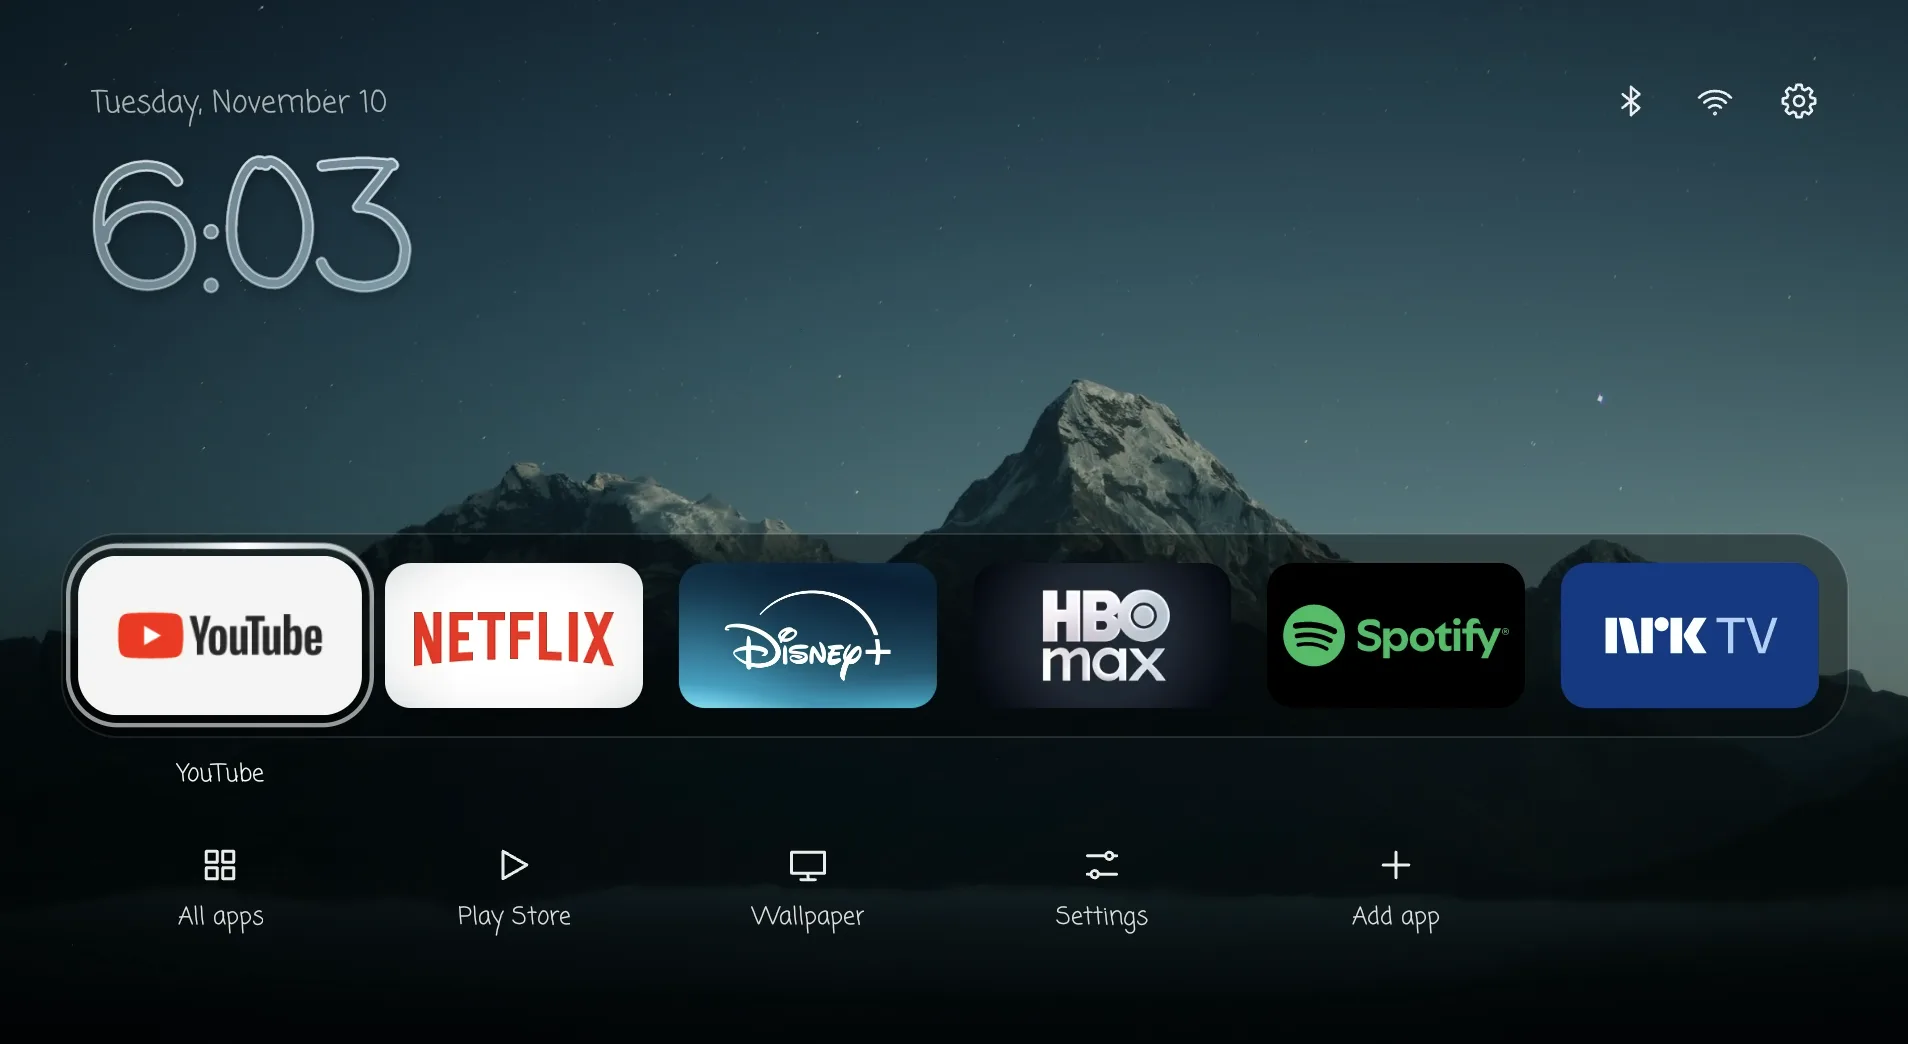 Tuesday, November 10
6:03
YouTube
NETFLIX
Disney+
HBO
max
Spotify®
NRK TV
YouTube
All apps
Play Store
Wallpaper
Settings
Add app